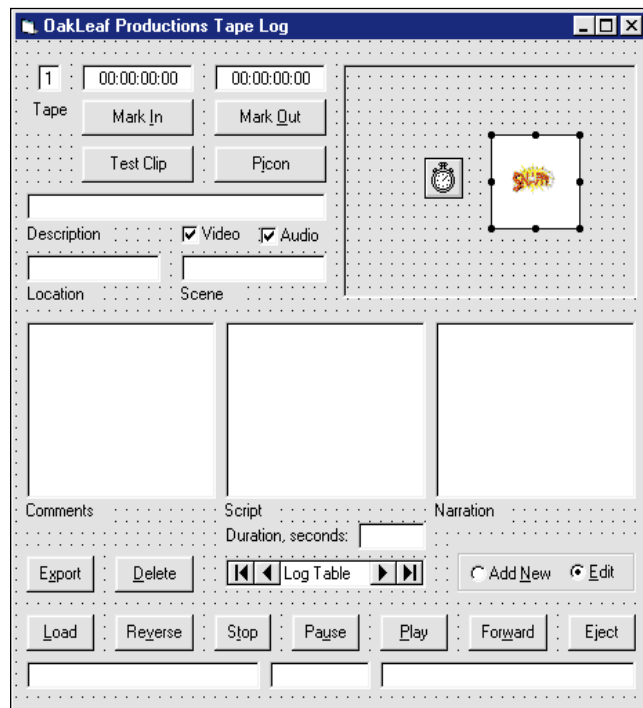 OakLeaf Productions Tape Log
1 00:00:00:00 00:00:00:00
Tape Mark In Mark Out
Test Clip Picon
Description Video Audio
Location Scene
Comments Script Narration
Duration, seconds:
Export Delete Log Table Add New Edit
Load Reverse Stop Pause Play Forward Eject